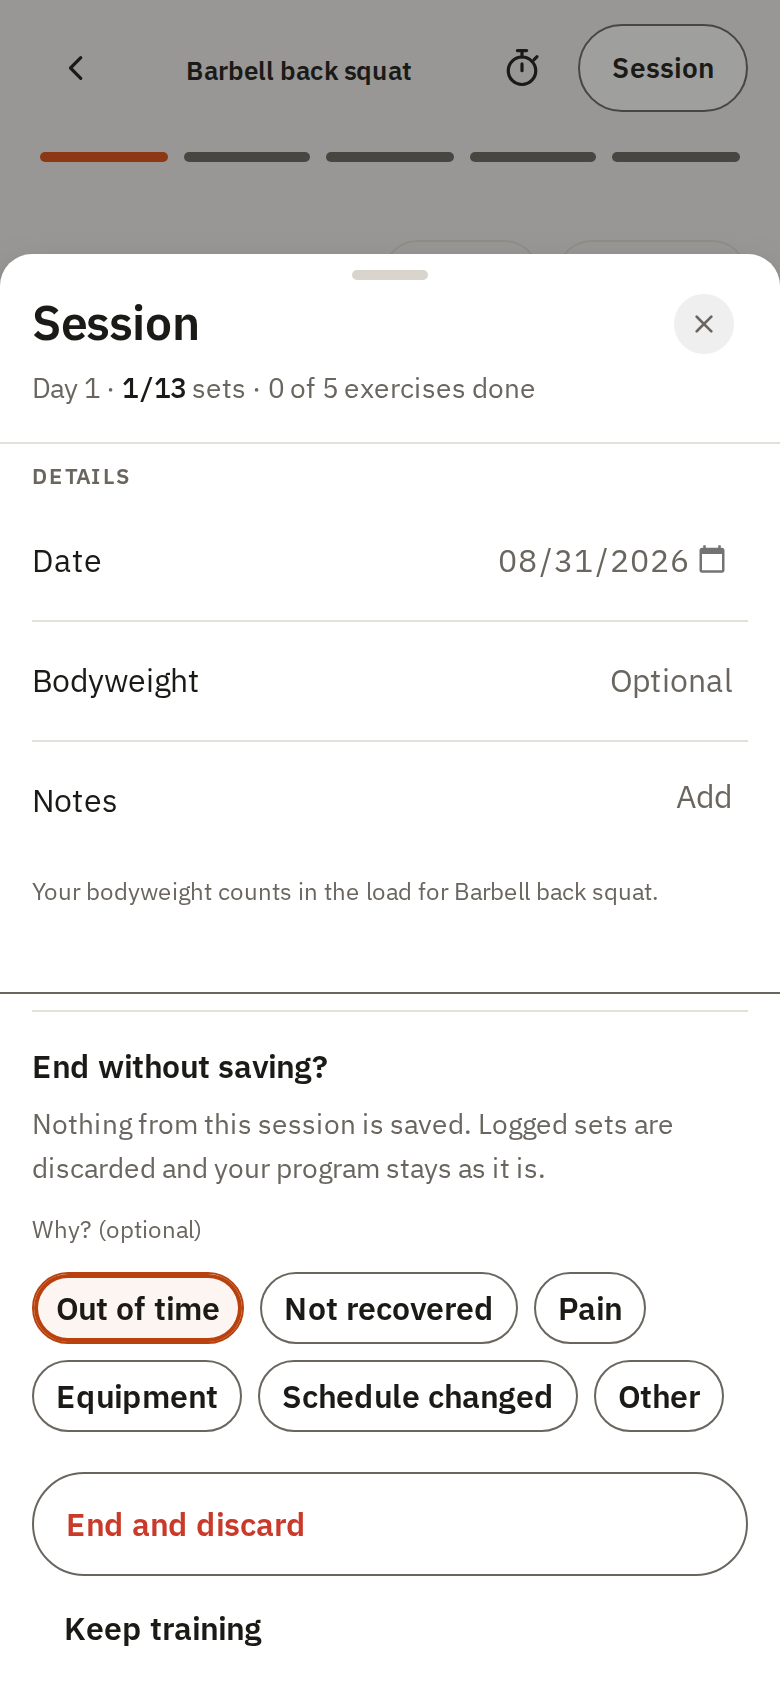 Barbell back squat
Session
Session
Day 1 · 1/13 sets · 0 of 5 exercises done
DETAILS
Date
08/31/2026
Bodyweight
Optional
Notes
Add
Your bodyweight counts in the load for Barbell back squat.
End without saving?
Nothing from this session is saved. Logged sets are
discarded and your program stays as it is.
Why? (optional)
Out of time
Not recovered
Pain
Equipment
Schedule changed
Other
End and discard
Keep training